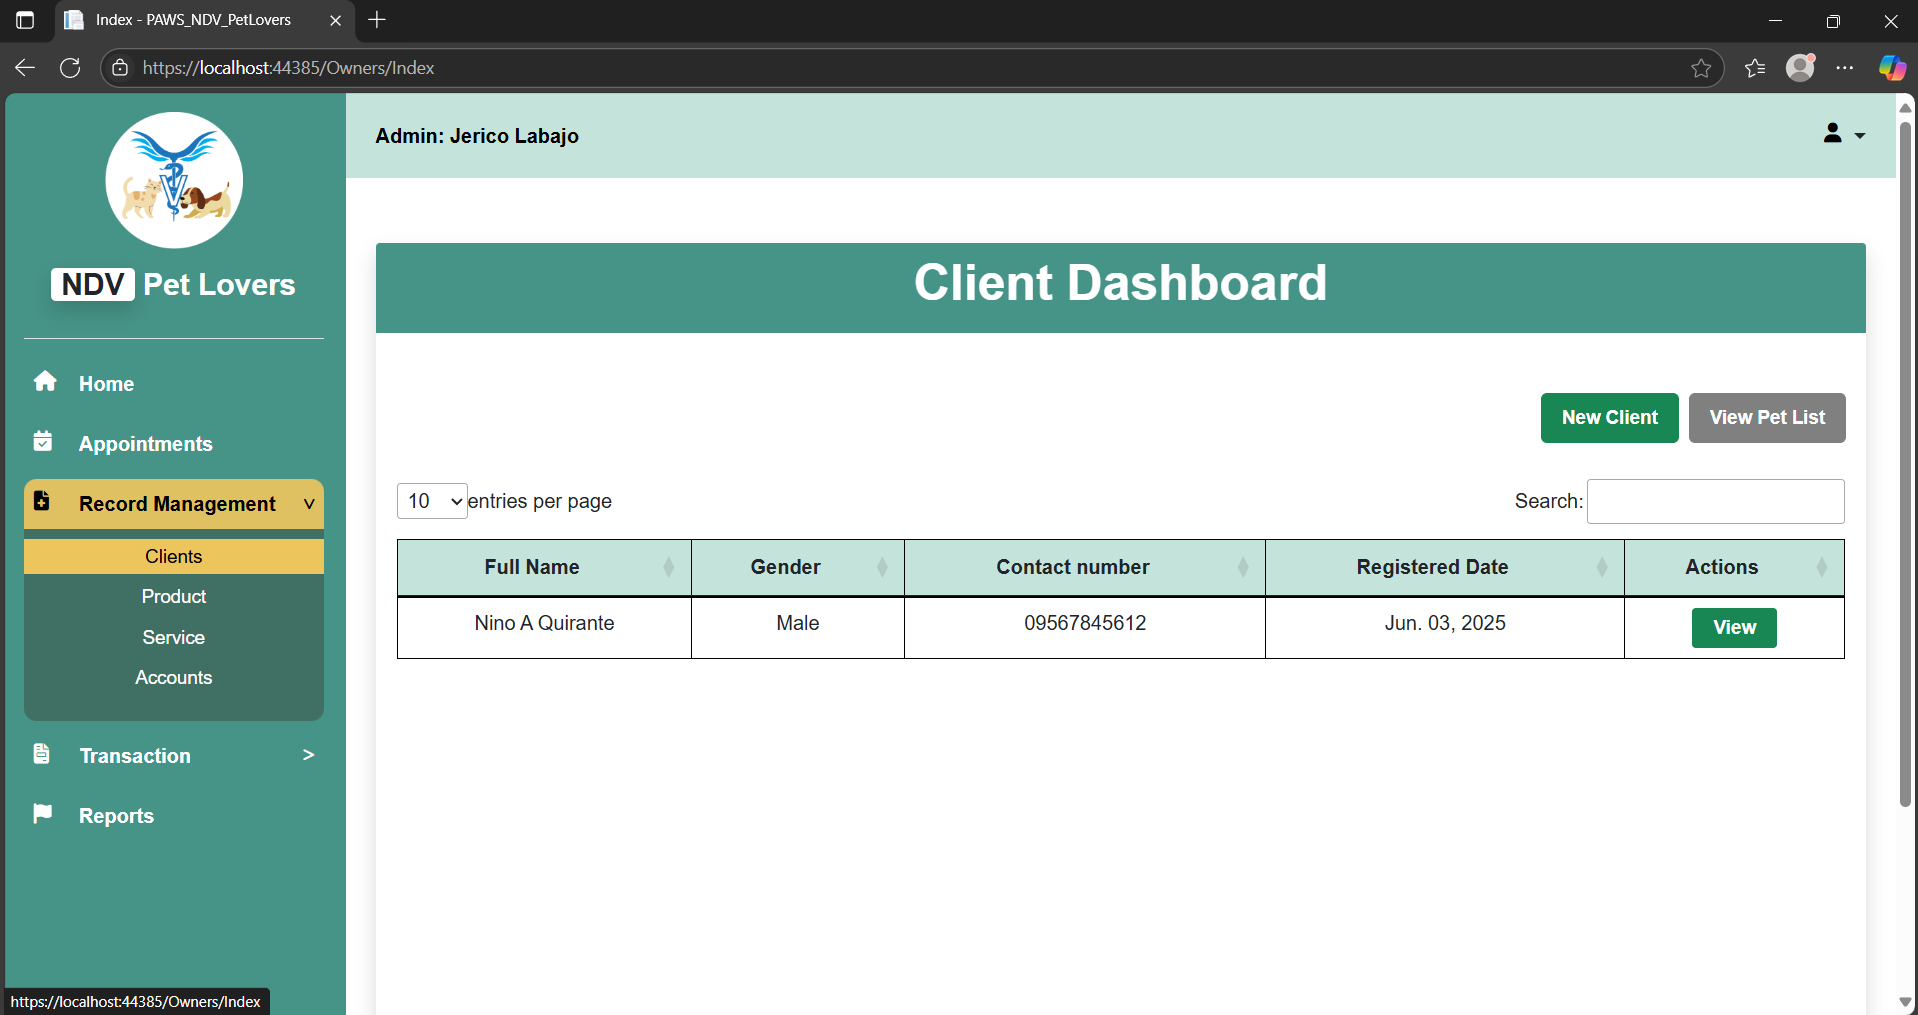 Index - PAWS_NDV_PetLovers
https://localhost:44385/Owners/Index
Admin: Jerico Labajo
NDV Pet Lovers
Home
Appointments
Record Management v
Clients
Product
Service
Accounts
Transaction >
Reports
Client Dashboard
New Client View Pet List
10 entries per page Search:
Full Name Gender Contact number Registered Date Actions
Nino A Quirante Male 09567845612 Jun. 03, 2025 View
https://localhost:44385/Owners/Index